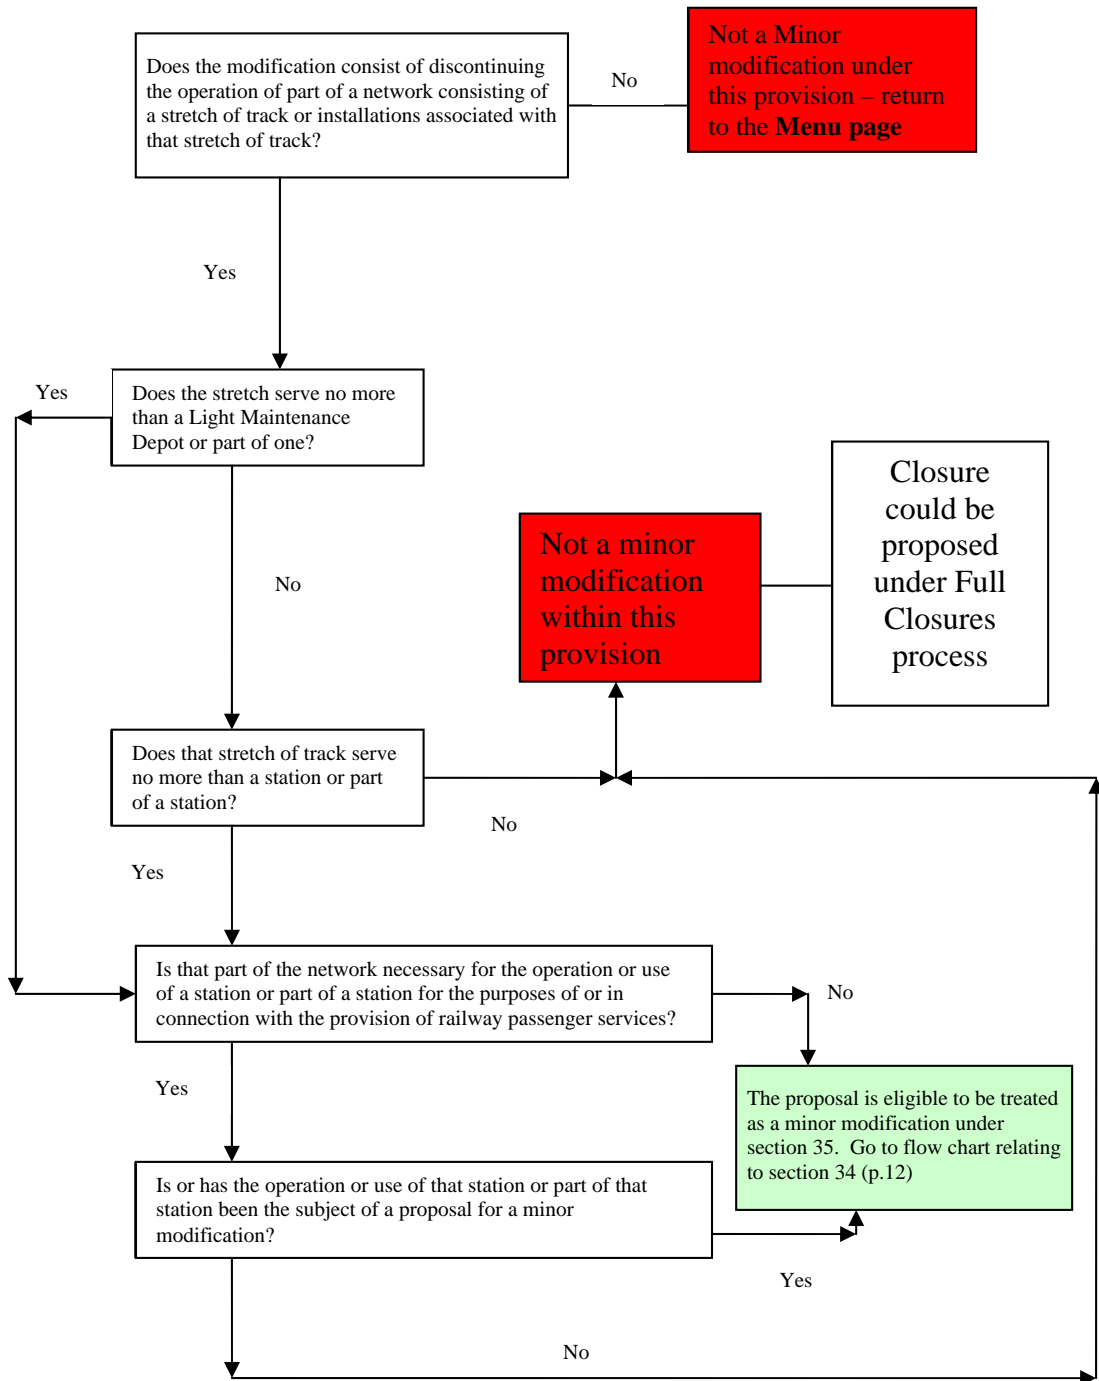 Does the modification consist of discontinuing
the operation of part of a network consisting of
a stretch of track or installations associated with
that stretch of track?
No
Not a Minor
modification under
this provision – return
to the Menu page
Yes
Yes
Does the stretch serve no more
than a Light Maintenance
Depot or part of one?
No
Not a minor
modification
within this
provision
Closure
could be
proposed
under Full
Closures
process
Does that stretch of track serve
no more than a station or part
of a station?
No
Yes
Is that part of the network necessary for the operation or use
of a station or part of a station for the purposes of or in
connection with the provision of railway passenger services?
No
Yes
The proposal is eligible to be treated
as a minor modification under
section 35.  Go to flow chart relating
to section 34 (p.12)
Is or has the operation or use of that station or part of that
station been the subject of a proposal for a minor
modification?
Yes
No